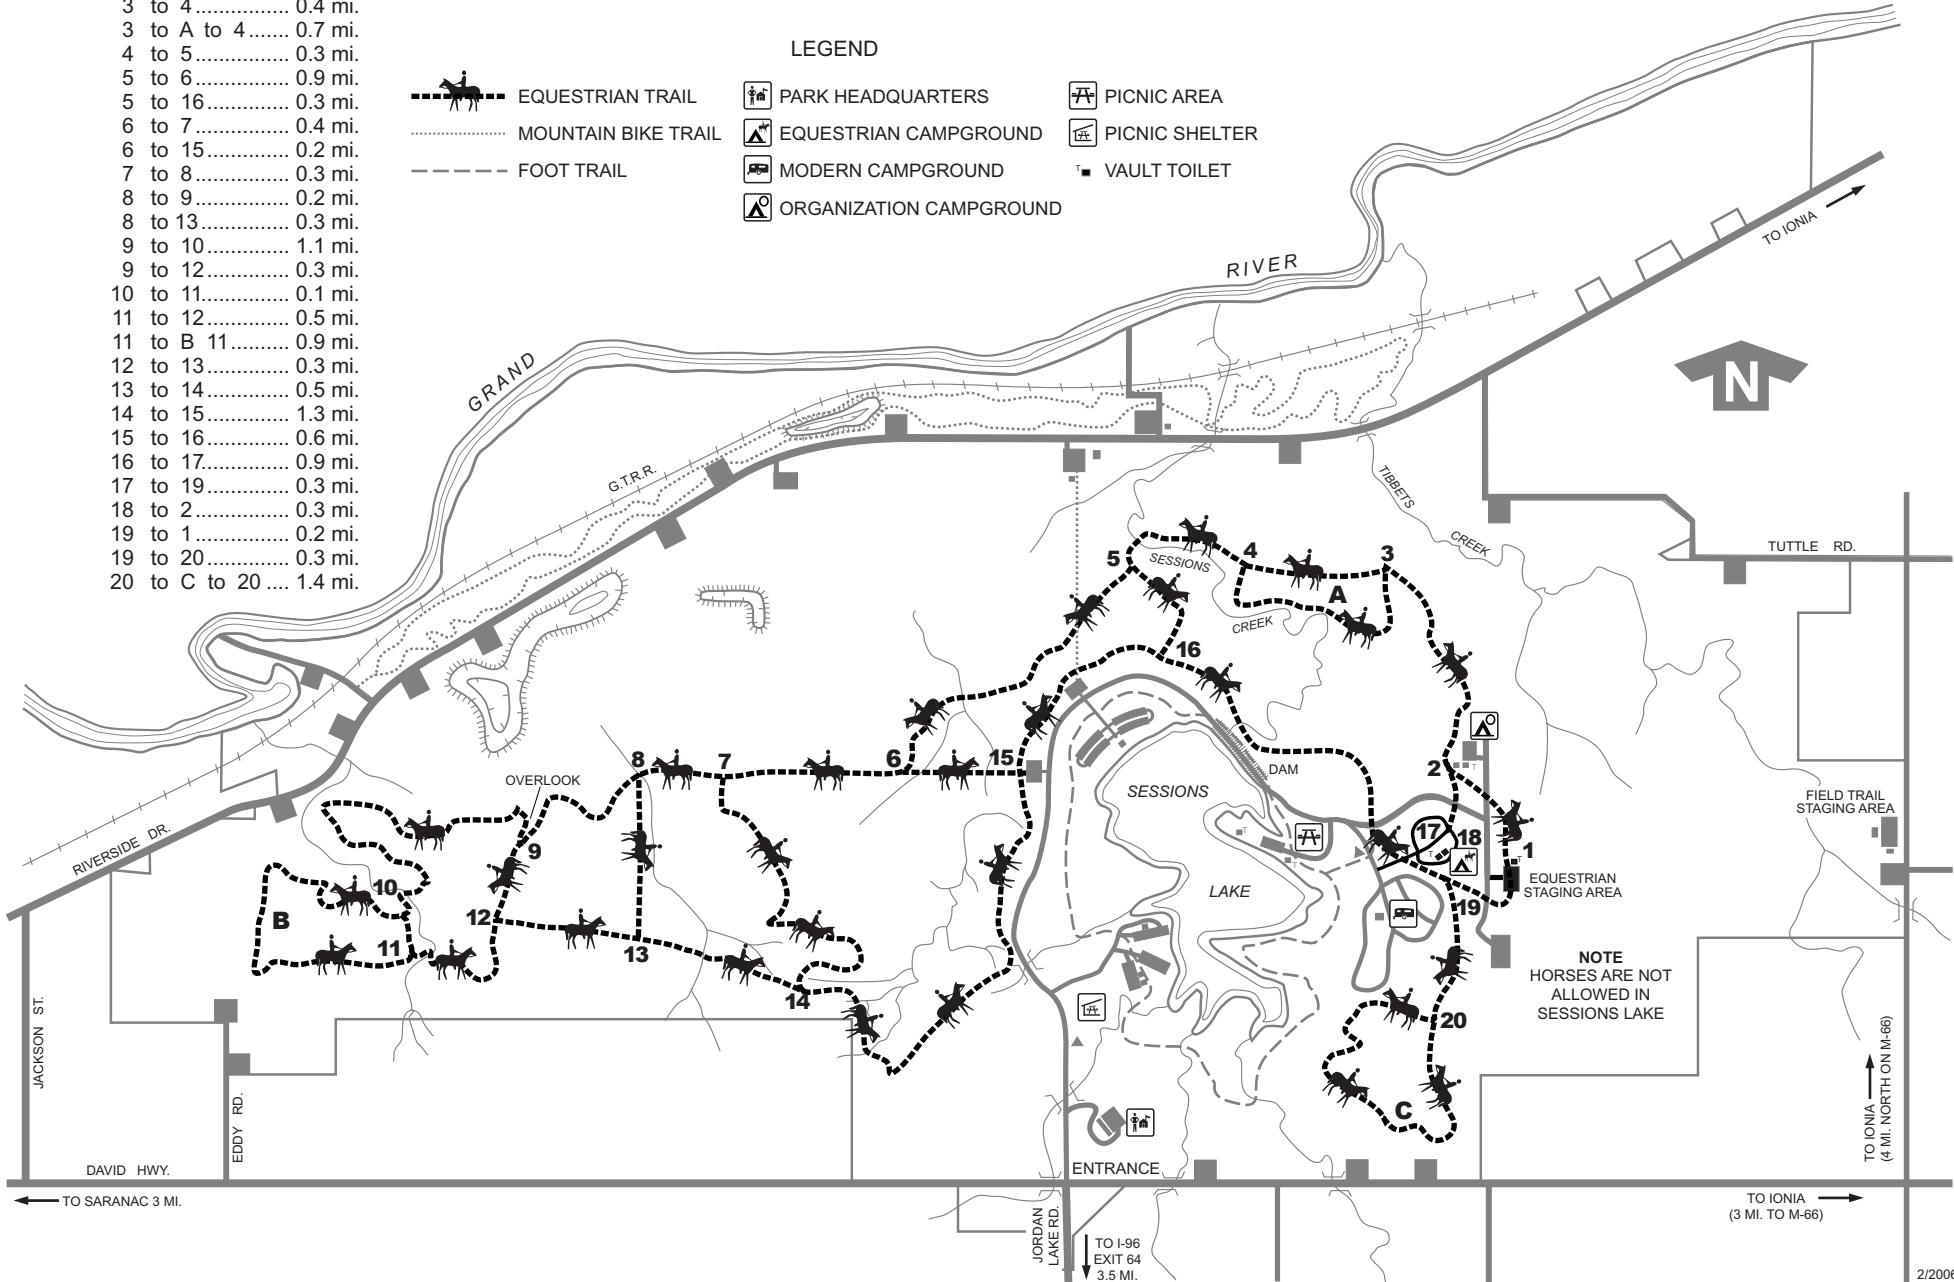 3 to 4................ 0.4 mi.
3 to A to 4....... 0.7 mi.
4 to 5............... 0.3 mi.
5 to 6............... 0.9 mi.
5 to 16.............. 0.3 mi.
6 to 7............... 0.4 mi.
6 to 15.............. 0.2 mi.
7 to 8............... 0.3 mi.
8 to 9............... 0.2 mi.
8 to 13.............. 0.3 mi.
9 to 10.............. 1.1 mi.
9 to 12.............. 0.3 mi.
10 to 11............... 0.1 mi.
11 to 12.............. 0.5 mi.
11 to B 11.......... 0.9 mi.
12 to 13.............. 0.3 mi.
13 to 14.............. 0.5 mi.
14 to 15.............. 1.3 mi.
15 to 16.............. 0.6 mi.
16 to 17............... 0.9 mi.
17 to 19.............. 0.3 mi.
18 to 2............... 0.3 mi.
19 to 1............... 0.2 mi.
19 to 20.............. 0.3 mi.
20 to C to 20 .... 1.4 mi.
LEGEND
EQUESTRIAN TRAIL
MOUNTAIN BIKE TRAIL
FOOT TRAIL
PARK HEADQUARTERS
EQUESTRIAN CAMPGROUND
MODERN CAMPGROUND
ORGANIZATION CAMPGROUND
PICNIC AREA
PICNIC SHELTER
T VAULT TOILET
TO IONIA
RIVER
GRAND
N
G.T.R.R.
TIBBETS
CREEK
TUTTLE RD.
5
SESSIONS
4
3
A
CREEK
16
2
8
7
6
15
OVERLOOK
DAM
SESSIONS
FIELD TRAIL
STAGING AREA
RIVERSIDE DR.
9
17
18
1
T
T
T
T
T
EQUESTRIAN
STAGING AREA
10
LAKE
B
12
19
11
13
NOTE
HORSES ARE NOT
ALLOWED IN
SESSIONS LAKE
14
20
JACKSON ST.
EDDY RD.
C
TO IONIA
(4 MI. NORTH ON M-66)
DAVID HWY.
ENTRANCE
TO SARANAC 3 MI.
TO IONIA
(3 MI. TO M-66)
JORDAN
LAKE RD.
TO I-96
EXIT 64
3.5 MI.